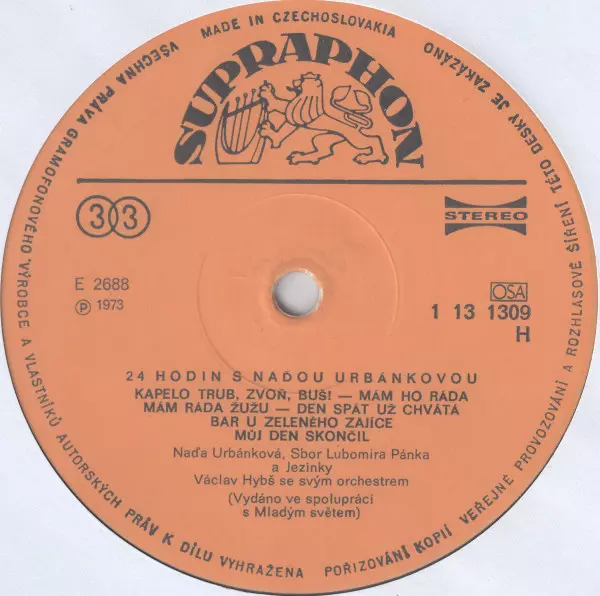 MADE IN CZECHOSLOVAKIA
SUPRAPHON
33
STEREO
E 2688
℗ 1973
OSA
1 13 1309
H
24 HODIN S NAĎOU URBÁNKOVOU
KAPELO TRUB, ZVOŇ, BUŠ! — MÁM HO RÁDA
MÁM RÁDA ŽUŽU — DEN SPÁT UŽ CHVÁTÁ
BAR U ZELENÉHO ZAJÍCE
MŮJ DEN SKONČIL
Naďa Urbánková, Sbor Lubomíra Pánka
a Jezinky
Václav Hybš se svým orchestrem
(Vydáno ve spolupráci
s Mladým světem)
VŠECHNA PRÁVA GRAMOFONOVÉHO VÝROBCE A VLASTNÍKŮ AUTORSKÝCH PRÁV K DÍLU VYHRAŽENA
POŘIZOVÁNÍ KOPIÍ VEŘEJNÉ PROVOZOVÁNÍ A ROZHLASOVÉ ŠÍŘENÍ TÉTO DESKY JE ZAKÁZÁNO